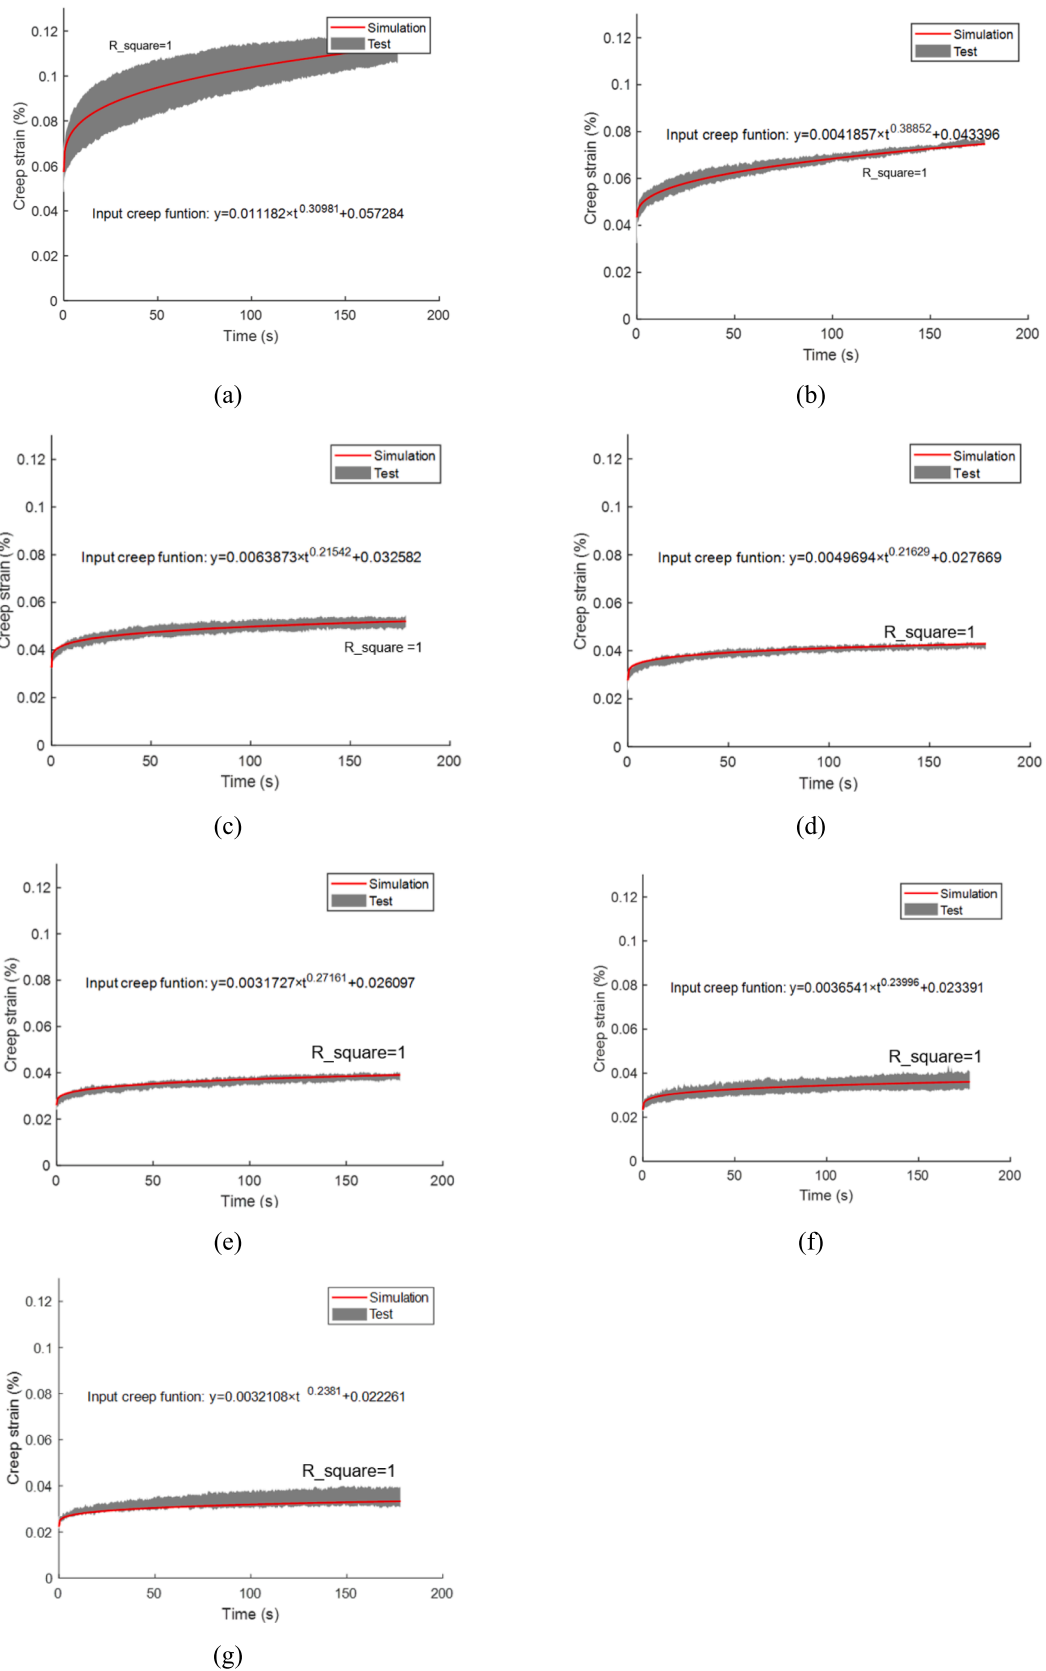 0.12
0.1
0.08
0.06
0.04
0.02
0
Creep strain (%)
R_square=1
Simulation
Test
Input creep funtion: y=0.011182×t^0.30981+0.057284
0 50 100 150 200
Time (s)
(a)
0.12
0.1
0.08
0.06
0.04
0.02
0
Creep strain (%)
Simulation
Test
Input creep funtion: y=0.0041857×t^0.38852+0.043396
R_square=1
0 50 100 150 200
Time (s)
(b)
0.12
0.1
0.08
0.06
0.04
0.02
0
Creep strain (%)
Simulation
Test
Input creep funtion: y=0.0063873×t^0.21542+0.032582
R_square =1
0 50 100 150 200
Time (s)
(c)
0.12
0.1
0.08
0.06
0.04
0.02
0
Creep strain (%)
Simulation
Test
Input creep funtion: y=0.0049694×t^0.21629+0.027669
R_square=1
0 50 100 150 200
Time (s)
(d)
0.12
0.1
0.08
0.06
0.04
0.02
0
Creep strain (%)
Simulation
Test
Input creep funtion: y=0.0031727×t^0.27161+0.026097
R_square=1
0 50 100 150 200
Time (s)
(e)
0.12
0.1
0.08
0.06
0.04
0.02
0
Creep strain (%)
Simulation
Test
Input creep funtion: y=0.0036541×t^0.23996+0.023391
R_square=1
0 50 100 150 200
Time (s)
(f)
0.12
0.1
0.08
0.06
0.04
0.02
0
Creep strain (%)
Simulation
Test
Input creep funtion: y=0.0032108×t^0.2381+0.022261
R_square=1
0 50 100 150 200
Time (s)
(g)